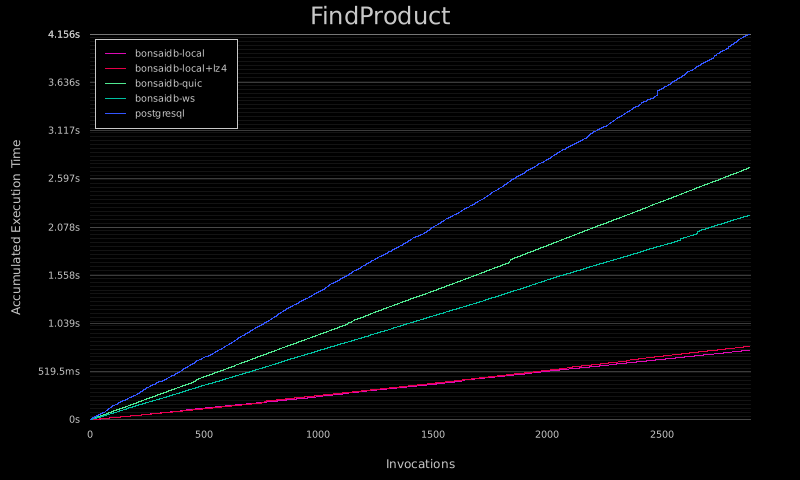 FindProduct
4.156s
3.636s
3.117s
2.597s
2.078s
1.558s
1.039s
519.5ms
0s
Accumulated Execution Time
bonsaidb-local
bonsaidb-local+lz4
bonsaidb-quic
bonsaidb-ws
postgresql
0 500 1000 1500 2000 2500
Invocations